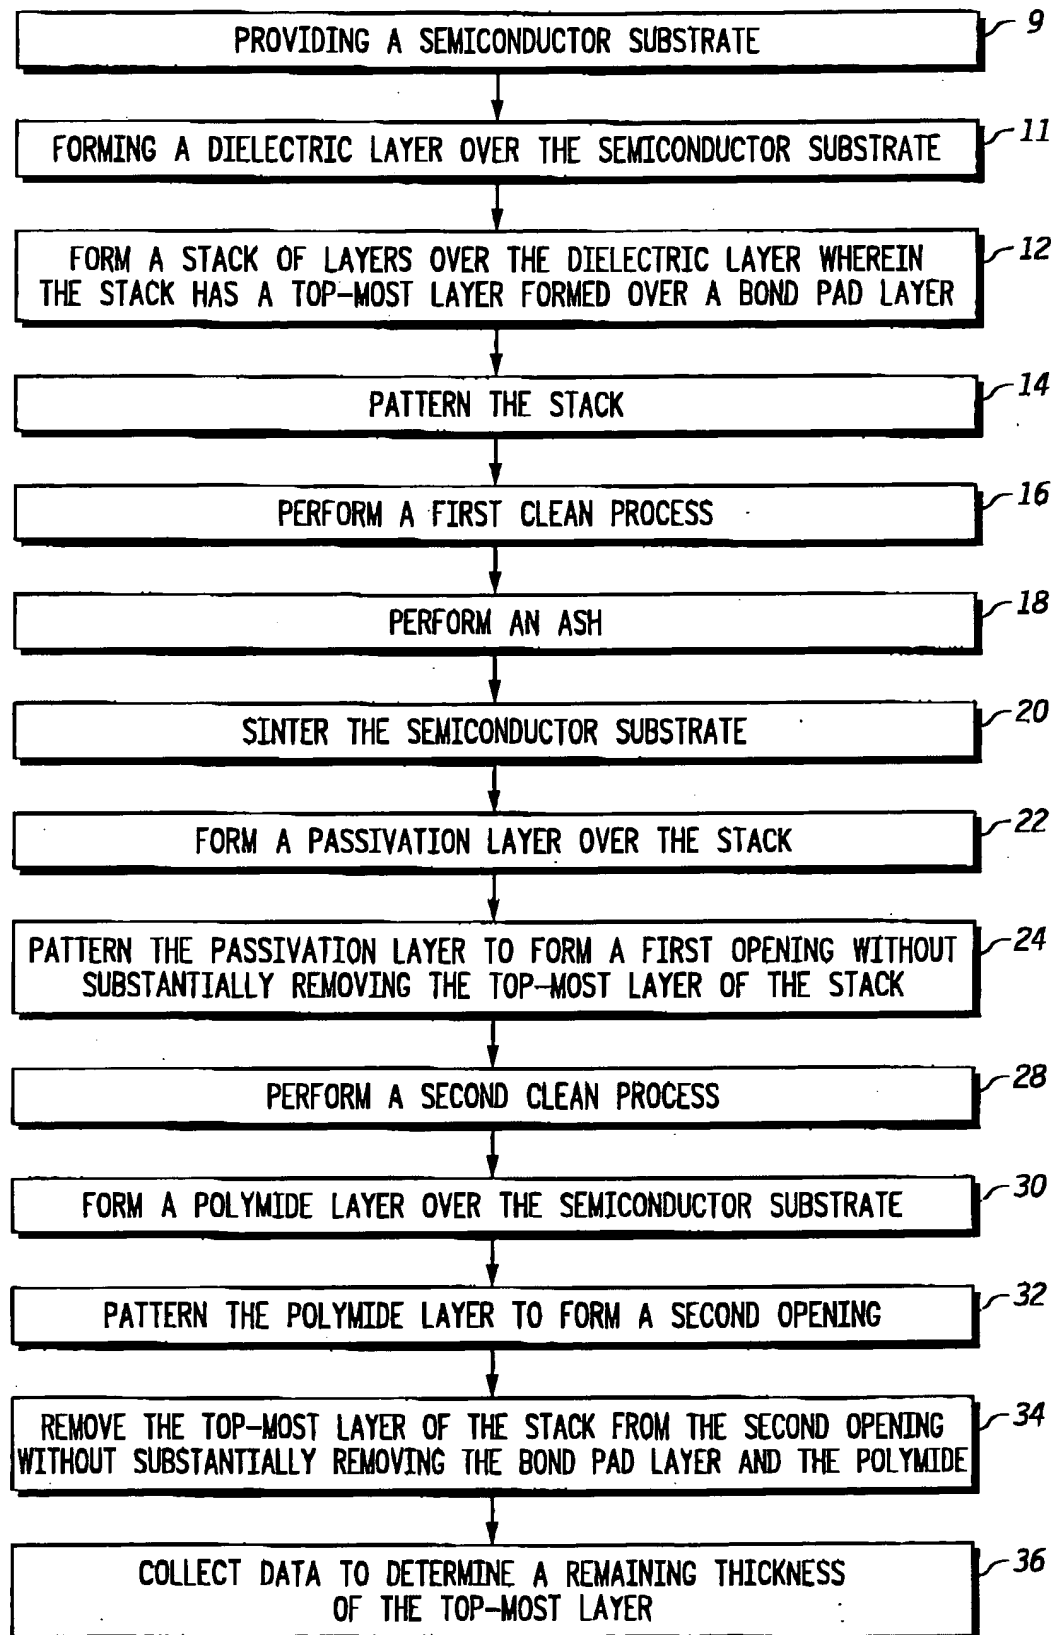 PROVIDING A SEMICONDUCTOR SUBSTRATE
9
FORMING A DIELECTRIC LAYER OVER THE SEMICONDUCTOR SUBSTRATE
11
FORM A STACK OF LAYERS OVER THE DIELECTRIC LAYER WHEREIN
THE STACK HAS A TOP-MOST LAYER FORMED OVER A BOND PAD LAYER
12
PATTERN THE STACK
14
PERFORM A FIRST CLEAN PROCESS
16
PERFORM AN ASH
18
SINTER THE SEMICONDUCTOR SUBSTRATE
20
FORM A PASSIVATION LAYER OVER THE STACK
22
PATTERN THE PASSIVATION LAYER TO FORM A FIRST OPENING WITHOUT
SUBSTANTIALLY REMOVING THE TOP-MOST LAYER OF THE STACK
24
PERFORM A SECOND CLEAN PROCESS
28
FORM A POLYMIDE LAYER OVER THE SEMICONDUCTOR SUBSTRATE
30
PATTERN THE POLYMIDE LAYER TO FORM A SECOND OPENING
32
REMOVE THE TOP-MOST LAYER OF THE STACK FROM THE SECOND OPENING
WITHOUT SUBSTANTIALLY REMOVING THE BOND PAD LAYER AND THE POLYMIDE
34
COLLECT DATA TO DETERMINE A REMAINING THICKNESS
OF THE TOP-MOST LAYER
36